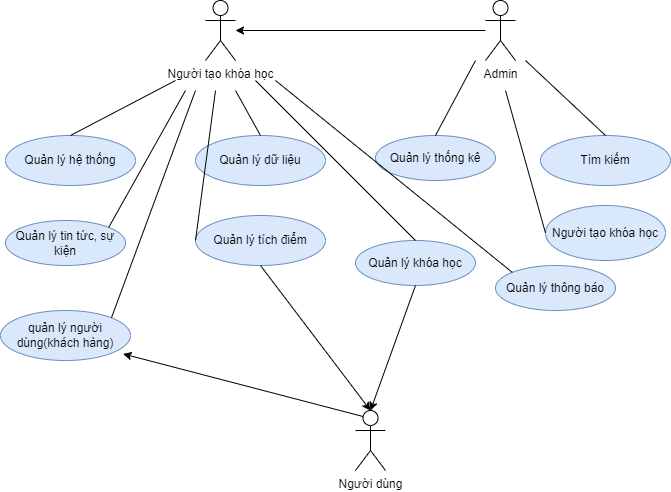 Người tạo khóa học
Admin
Quản lý hệ thống
Quản lý dữ liệu
Quản lý thống kê
Tìm kiếm
Quản lý tin tức, sự
kiện
Quản lý tích điểm
Người tạo khóa học
Quản lý khóa học
Quản lý thông báo
quản lý người
dùng(khách hàng)
Người dùng